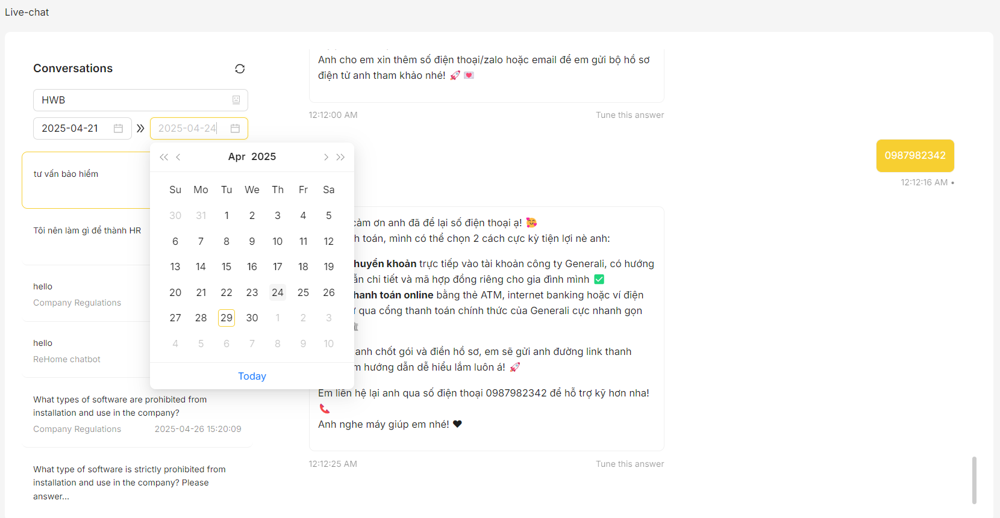 Live-chat
Conversations
HWB
2025-04-21
2025-04-24
tư vấn bảo hiểm
Tôi nên làm gì để thành HR
hello
Company Regulations
hello
ReHome chatbot
What types of software are prohibited from
installation and use in the company?
Company Regulations 2025-04-26 15:20:09
What type of software is strictly prohibited from
installation and use in the company? Please
answer...
Apr 2025
Su Mo Tu We Th Fr Sa
30 31 1 2 3 4 5
6 7 8 9 10 11 12
13 14 15 16 17 18 19
20 21 22 23 24 25 26
27 28 29 30 1 2 3
4 5 6 7 8 9 10
Today
Anh cho em xin thêm số điện thoại/zalo hoặc email để em gửi bộ hồ sơ
điện tử anh tham khảo nhé! 🚀 💌
12:12:00 AM Tune this answer
0987982342
12:12:16 AM •
cảm ơn anh đã để lại số điện thoại ạ! 🥰
toán, mình có thể chọn 2 cách cực kỳ tiện lợi nè anh:
khoản trực tiếp vào tài khoản công ty Generali, có hướng
chi tiết và mã hợp đồng riêng cho gia đình mình ✅
toán online bằng thẻ ATM, internet banking hoặc ví điện
qua cổng thanh toán chính thức của Generali cực nhanh gọn
anh chốt gói và điền hồ sơ, em sẽ gửi anh đường link thanh
hướng dẫn dễ hiểu lắm luôn á! 🚀
Em liên hệ lại anh qua số điện thoại 0987982342 để hỗ trợ kỹ hơn nha!
📞
Anh nghe máy giúp em nhé! ❤
12:12:25 AM Tune this answer